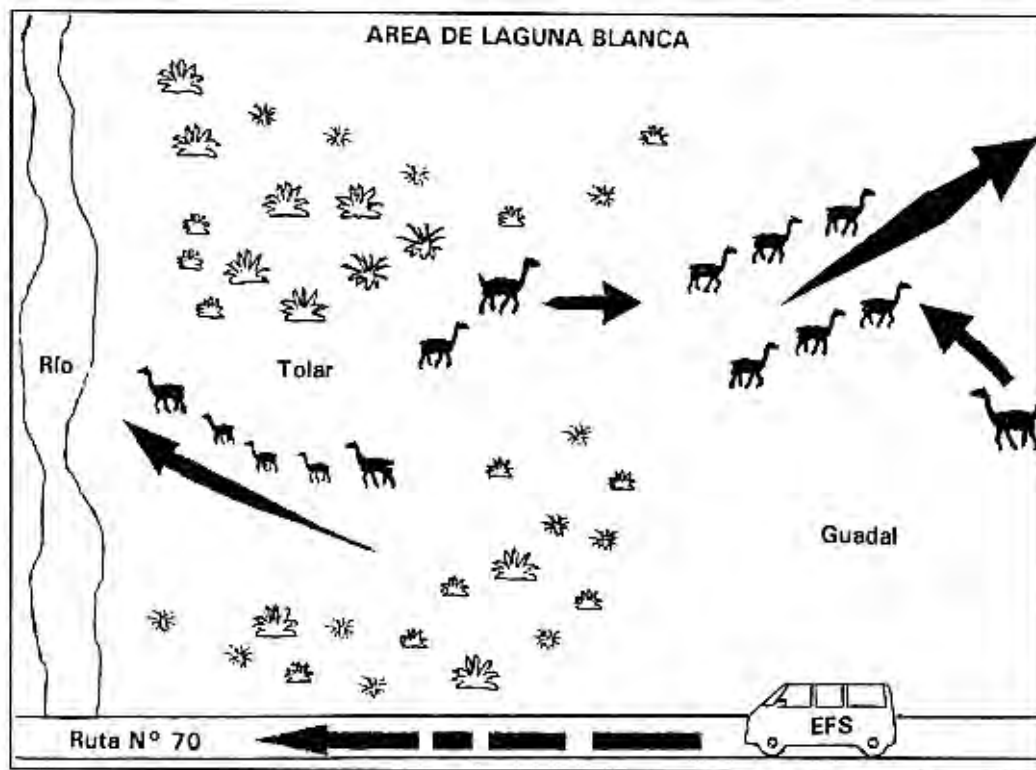 AREA DE LAGUNA BLANCA
Río
Tolar
Guadal
EFS
Ruta Nº 70